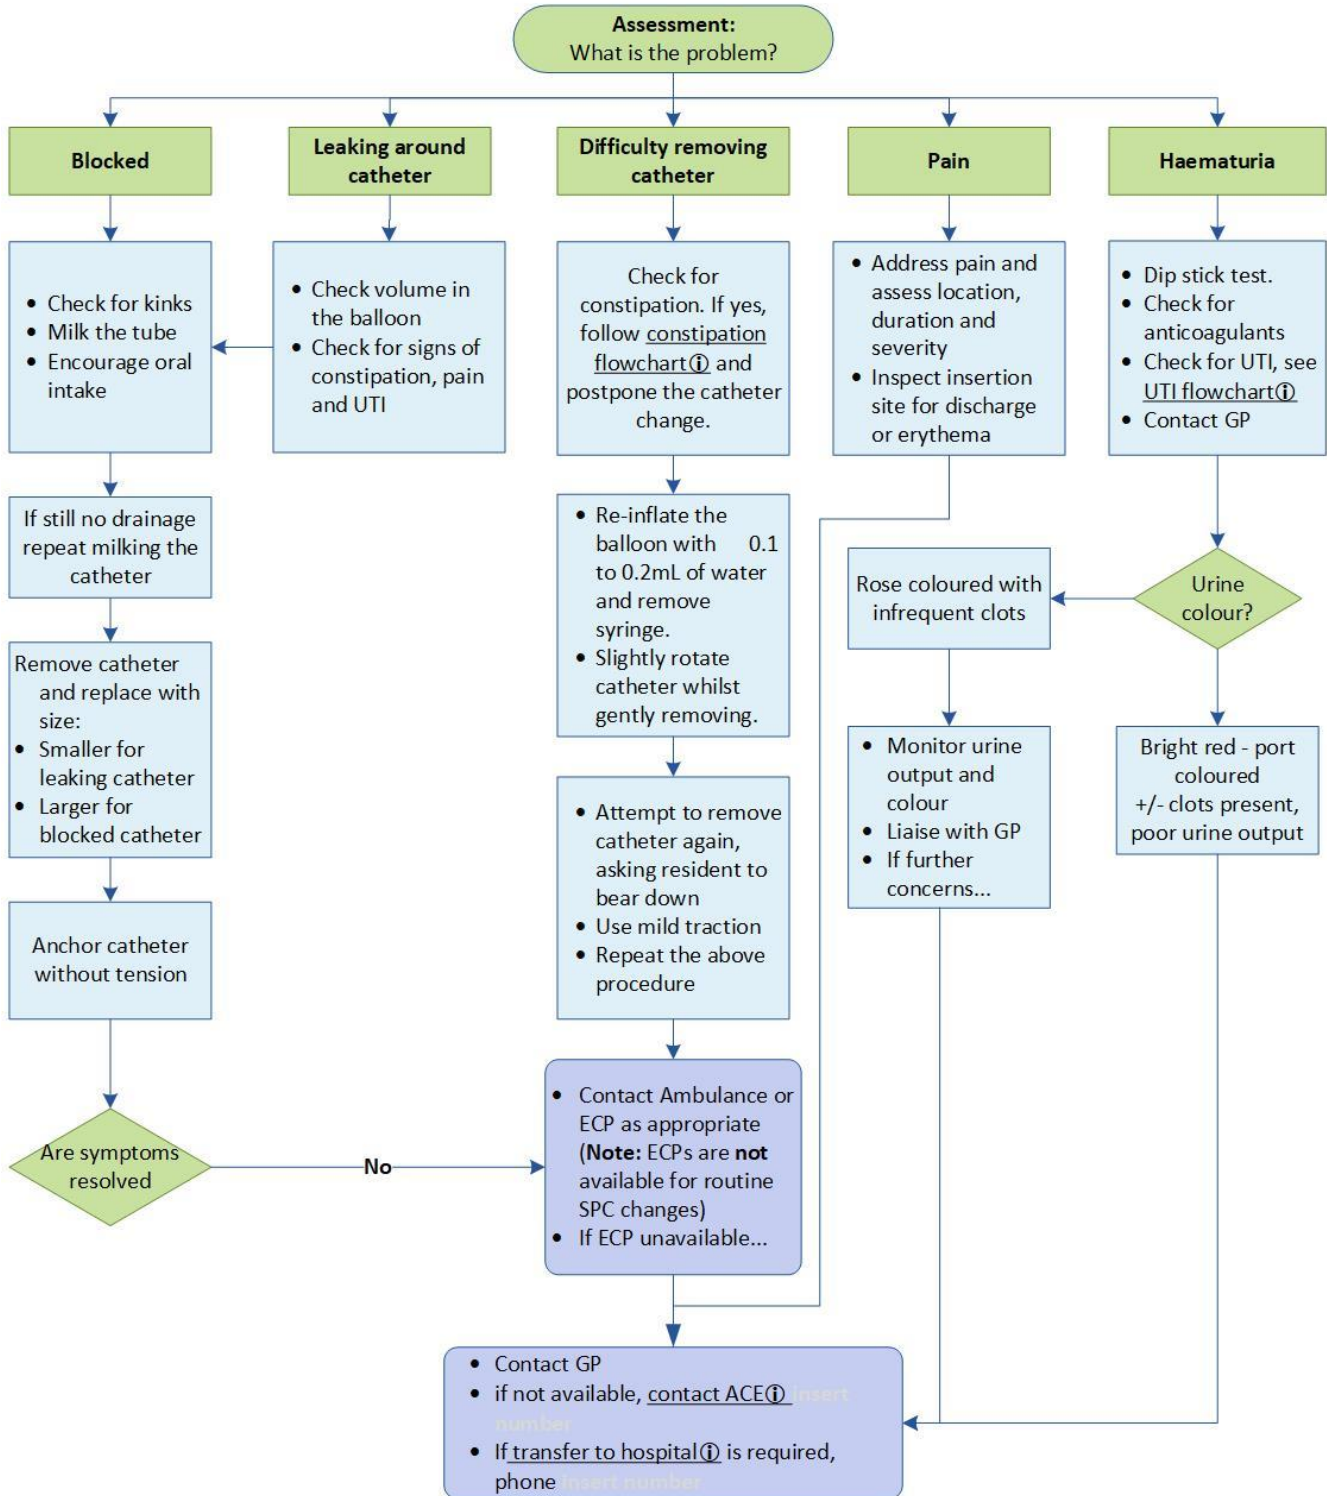 Assessment:
What is the problem?
Blocked
Leaking around
catheter
Difficulty removing
catheter
Pain
Haematuria
• Check for kinks
• Milk the tube
• Encourage oral
intake
• Check volume in
the balloon
• Check for signs of
constipation, pain
and UTI
Check for
constipation. If yes,
follow constipation
flowchartⓘ and
postpone the catheter
change.
• Address pain and
assess location,
duration and
severity
• Inspect insertion
site for discharge
or erythema
• Dip stick test.
• Check for
anticoagulants
• Check for UTI, see
UTI flowchartⓘ
• Contact GP
If still no drainage
repeat milking the
catheter
• Re-inflate the
balloon with 0.1
to 0.2mL of water
and remove
syringe.
• Slightly rotate
catheter whilst
gently removing.
Rose coloured with
infrequent clots
Urine
colour?
Remove catheter
and replace with
size:
• Smaller for
leaking catheter
• Larger for
blocked catheter
• Monitor urine
output and
colour
• Liaise with GP
• If further
concerns...
Bright red - port
coloured
+/- clots present,
poor urine output
• Attempt to remove
catheter again,
asking resident to
bear down
• Use mild traction
• Repeat the above
procedure
Anchor catheter
without tension
Are symptoms
resolved
No
• Contact Ambulance or
ECP as appropriate
(Note: ECPs are not
available for routine
SPC changes)
• If ECP unavailable...
• Contact GP
• if not available, contact ACEⓘ insert
number
• If transfer to hospitalⓘ is required,
phone insert number